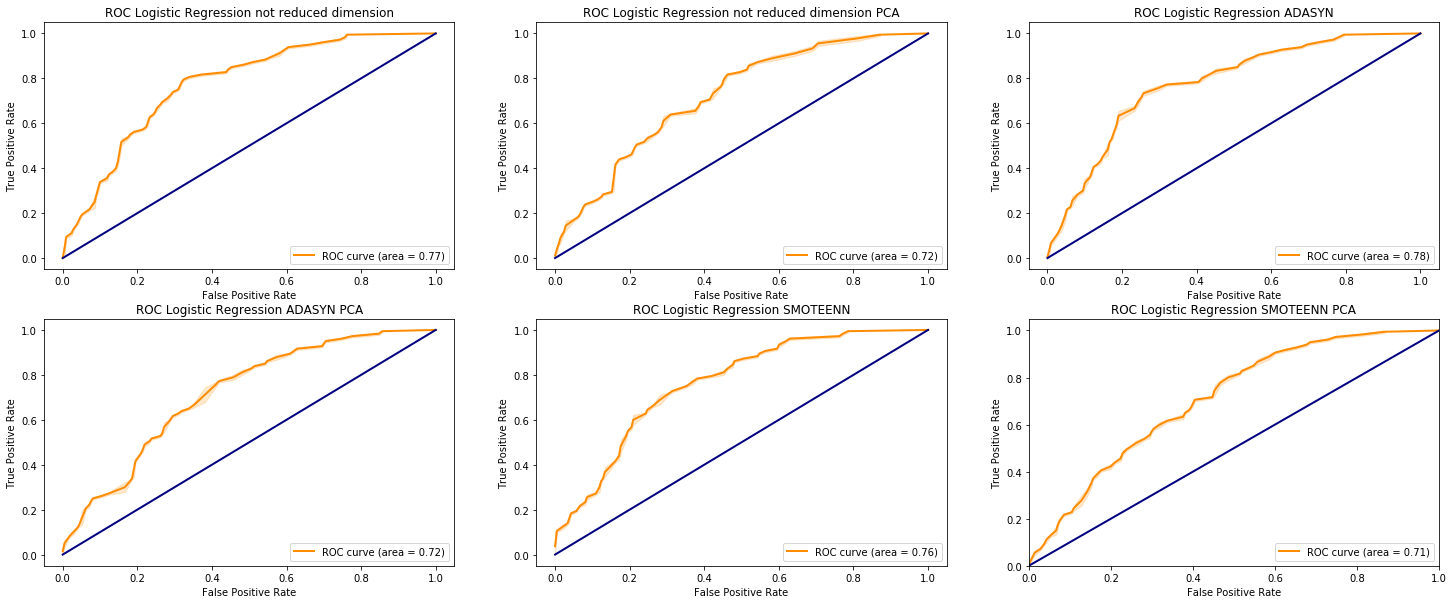 ROC Logistic Regression not reduced dimension
True Positive Rate
1.0
0.8
0.6
0.4
0.2
0.0
ROC curve (area = 0.77)
0.0 0.2 0.4 0.6 0.8 1.0
False Positive Rate
ROC Logistic Regression not reduced dimension PCA
True Positive Rate
1.0
0.8
0.6
0.4
0.2
0.0
ROC curve (area = 0.72)
0.0 0.2 0.4 0.6 0.8 1.0
False Positive Rate
ROC Logistic Regression ADASYN
True Positive Rate
1.0
0.8
0.6
0.4
0.2
0.0
ROC curve (area = 0.78)
0.0 0.2 0.4 0.6 0.8 1.0
False Positive Rate
ROC Logistic Regression ADASYN PCA
True Positive Rate
1.0
0.8
0.6
0.4
0.2
0.0
ROC curve (area = 0.72)
0.0 0.2 0.4 0.6 0.8 1.0
False Positive Rate
ROC Logistic Regression SMOTEENN
True Positive Rate
1.0
0.8
0.6
0.4
0.2
0.0
ROC curve (area = 0.76)
0.0 0.2 0.4 0.6 0.8 1.0
False Positive Rate
ROC Logistic Regression SMOTEENN PCA
True Positive Rate
1.0
0.8
0.6
0.4
0.2
0.0
ROC curve (area = 0.71)
0.0 0.2 0.4 0.6 0.8 1.0
False Positive Rate